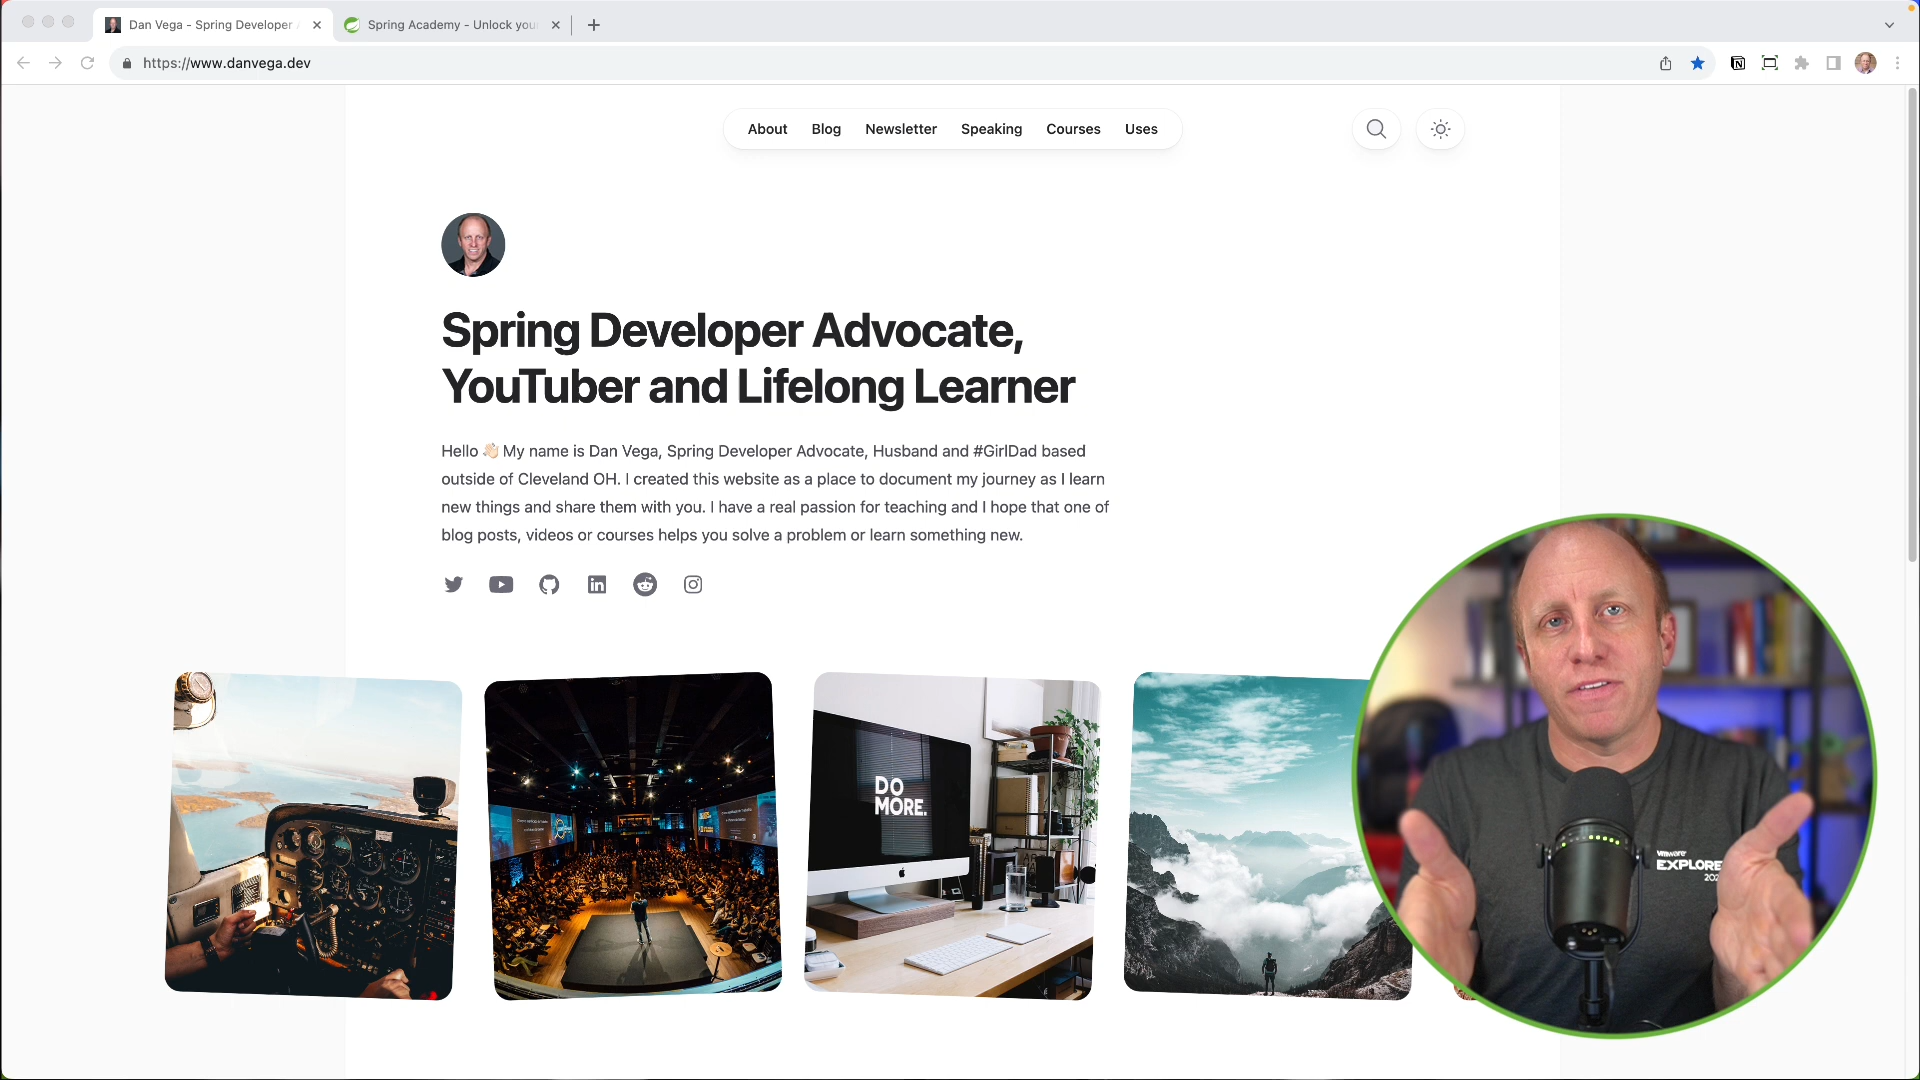 Dan Vega - Spring Developer A
Spring Academy - Unlock your
https://www.danvega.dev
About Blog Newsletter Speaking Courses Uses
Spring Developer Advocate,
YouTuber and Lifelong Learner
Hello 👋🏻 My name is Dan Vega, Spring Developer Advocate, Husband and #GirlDad based
outside of Cleveland OH. I created this website as a place to document my journey as I learn
new things and share them with you. I have a real passion for teaching and I hope that one of
blog posts, videos or courses helps you solve a problem or learn something new.
DO
MORE.
vmware
EXPLORE